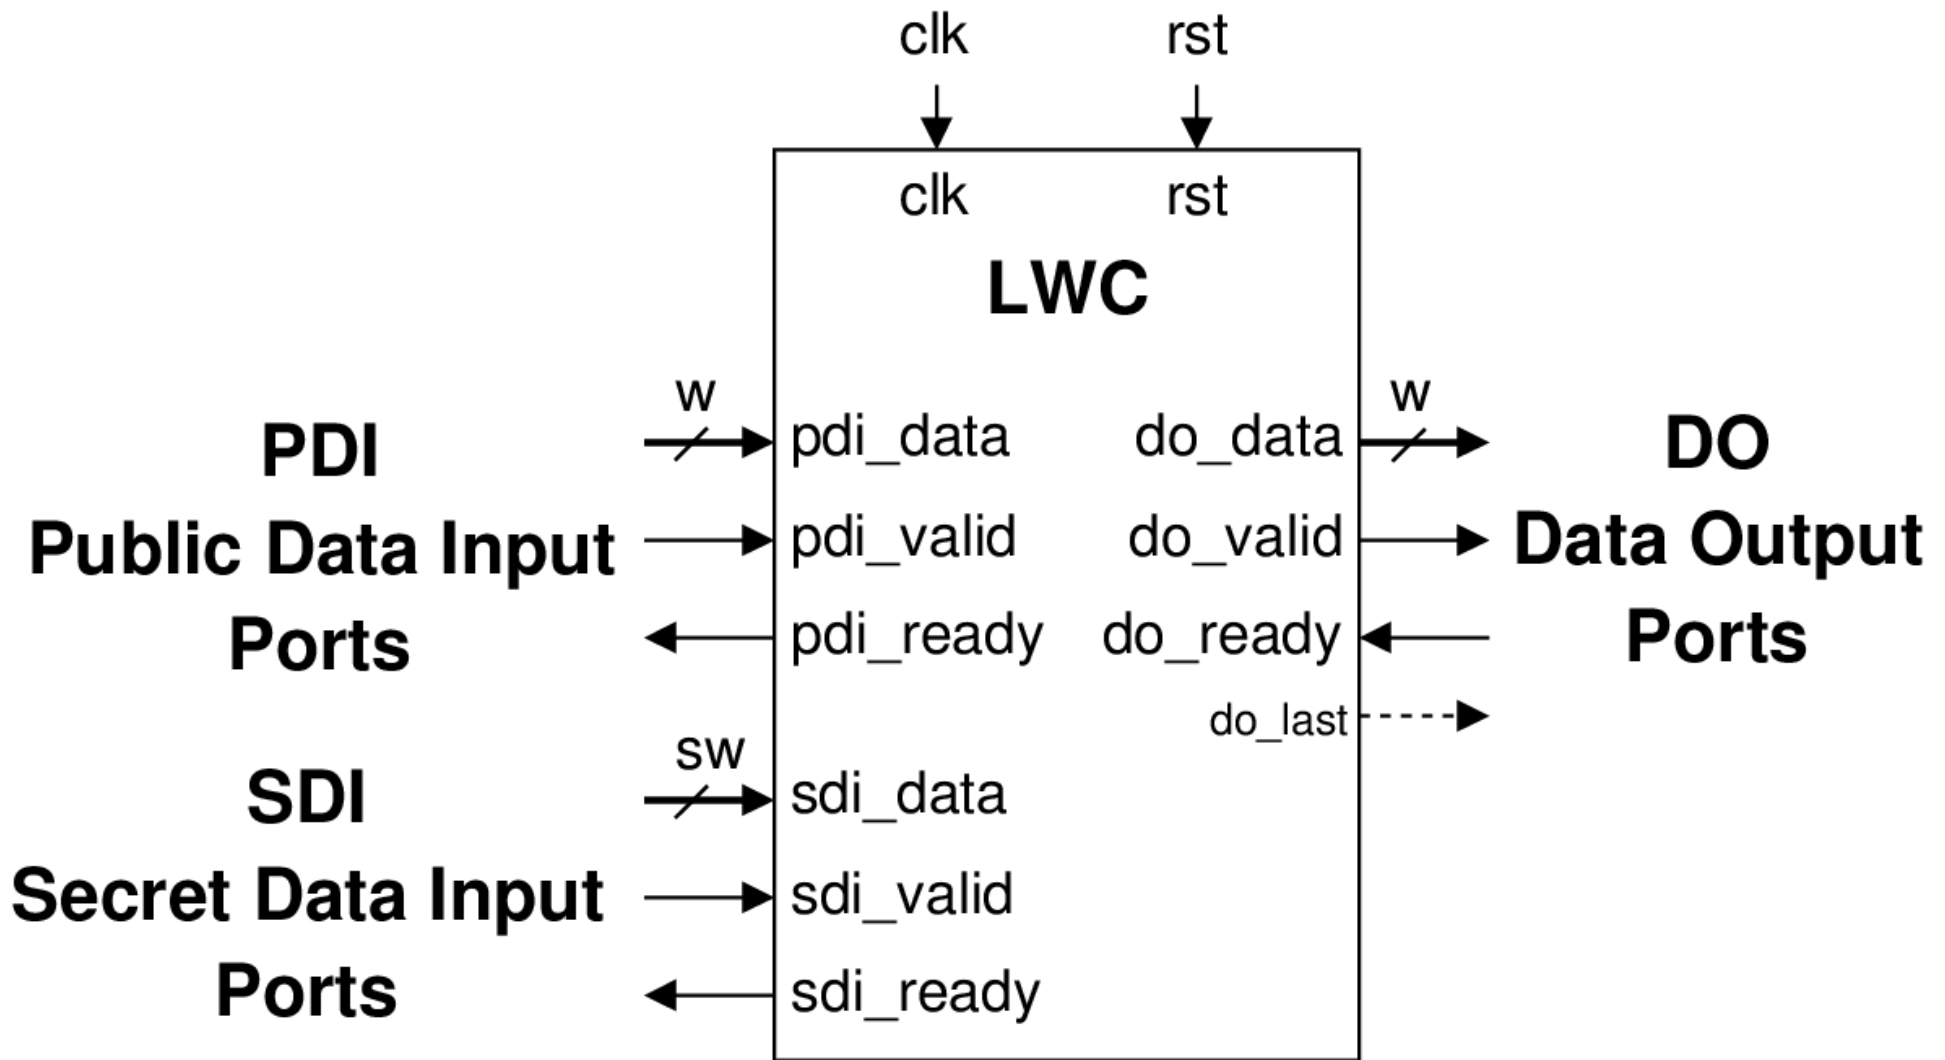 clk rst
clk rst
LWC
w w
pdi_data do_data
PDI DO
pdi_valid do_valid
Public Data Input Data Output
pdi_ready do_ready
Ports Ports
do_last
sw
SDI sdi_data
Secret Data Input sdi_valid
Ports sdi_ready